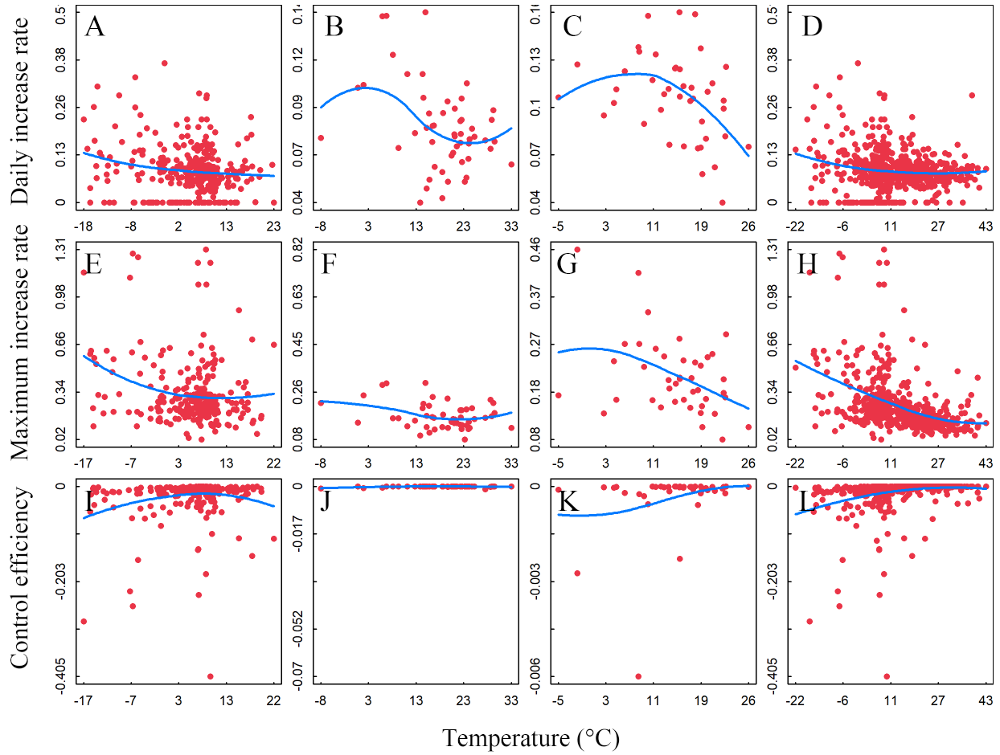 Daily increase rate
A
0.5
0.38
0.26
0.13
0
-18 -8 2 13 23
B
0.12
0.09
0.07
0.04
-8 3 13 23 33
C
0.13
0.1
0.07
0.04
-5 3 11 19 26
D
0.5
0.38
0.26
0.13
0
-22 -6 11 27 43
Maximum increase rate
E
1.31
0.98
0.66
0.34
0.02
-17 -7 3 13 22
F
0.82
0.63
0.45
0.26
0.08
-8 3 13 23 33
G
0.46
0.37
0.27
0.18
0.08
-5 3 11 19 26
H
1.31
0.98
0.66
0.34
0.02
-22 -6 11 27 43
Control efficiency
I
0
-0.203
-0.405
-17 -7 3 13 22
J
0
-0.017
-0.052
-0.07
-8 3 13 23 33
K
0
-0.003
-0.006
-5 3 11 19 26
L
0
-0.203
-0.405
-22 -6 11 27 43
Temperature (°C)